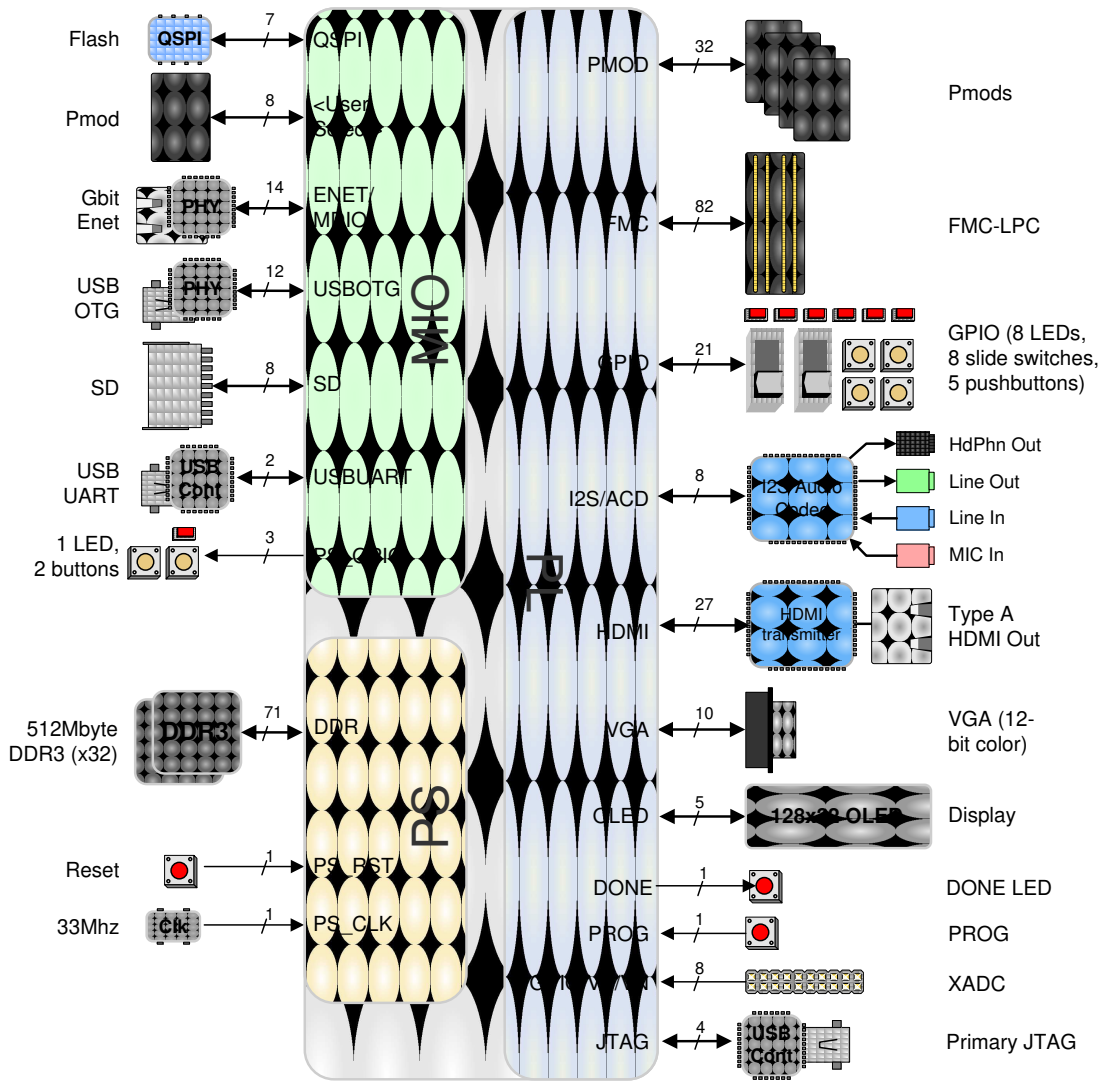 Flash
QSPI
7
QSPI
Pmod
8
<User
Select>
Gbit
Enet
PHY
14
ENET/
MDIO
USB
OTG
PHY
12
USBOTG
SD
8
SD
USB
UART
USB
Cont
2
USBUART
1 LED,
2 buttons
3
PS_GPIO
MIO
512Mbyte
DDR3 (x32)
DDR3
71
DDR
PS
Reset
1
PS_RST
33Mhz
Clk
1
PS_CLK
PL
PMOD
32
Pmods
FMC
82
FMC-LPC
GPIO
21
GPIO (8 LEDs,
8 slide switches,
5 pushbuttons)
I2S/ACD
8
I2S Audio
Codec
HdPhn Out
Line Out
Line In
MIC In
HDMI
27
HDMI
transmitter
Type A
HDMI Out
VGA
10
VGA (12-
bit color)
OLED
5
128x32 OLED
Display
DONE
1
DONE LED
PROG
1
PROG
8
XADC
JTAG
4
USB
Cont
Primary JTAG